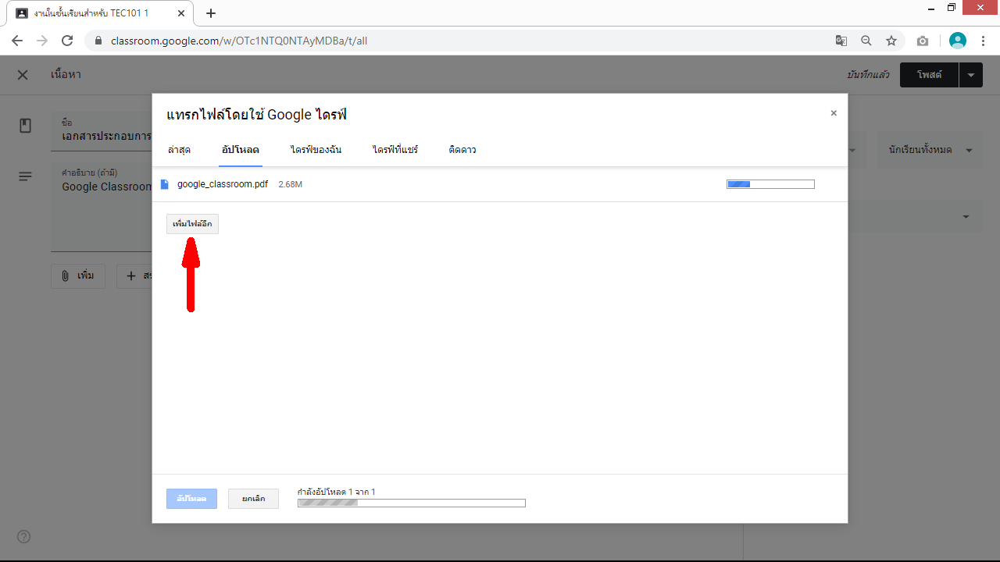 งานในชั้นเรียนสำหรับ TEC101 1
classroom.google.com/w/OTc1NTQ0NTAyMDBa/t/all
เนื้อหา
บันทึกแล้ว
โพสต์
แทรกไฟล์โดยใช้ Google ไดรฟ์
ล่าสุด อัปโหลด ไดรฟ์ของฉัน ไดรฟ์ที่แชร์ ติดดาว
ชื่อ
เอกสารประกอบการ
นักเรียนทั้งหมด
คำอธิบาย (ถ้ามี)
Google Classroom
google_classroom.pdf 2.68M
เพิ่มไฟล์อีก
เพิ่ม
กำลังอัปโหลด 1 จาก 1
อัปโหลด ยกเลิก